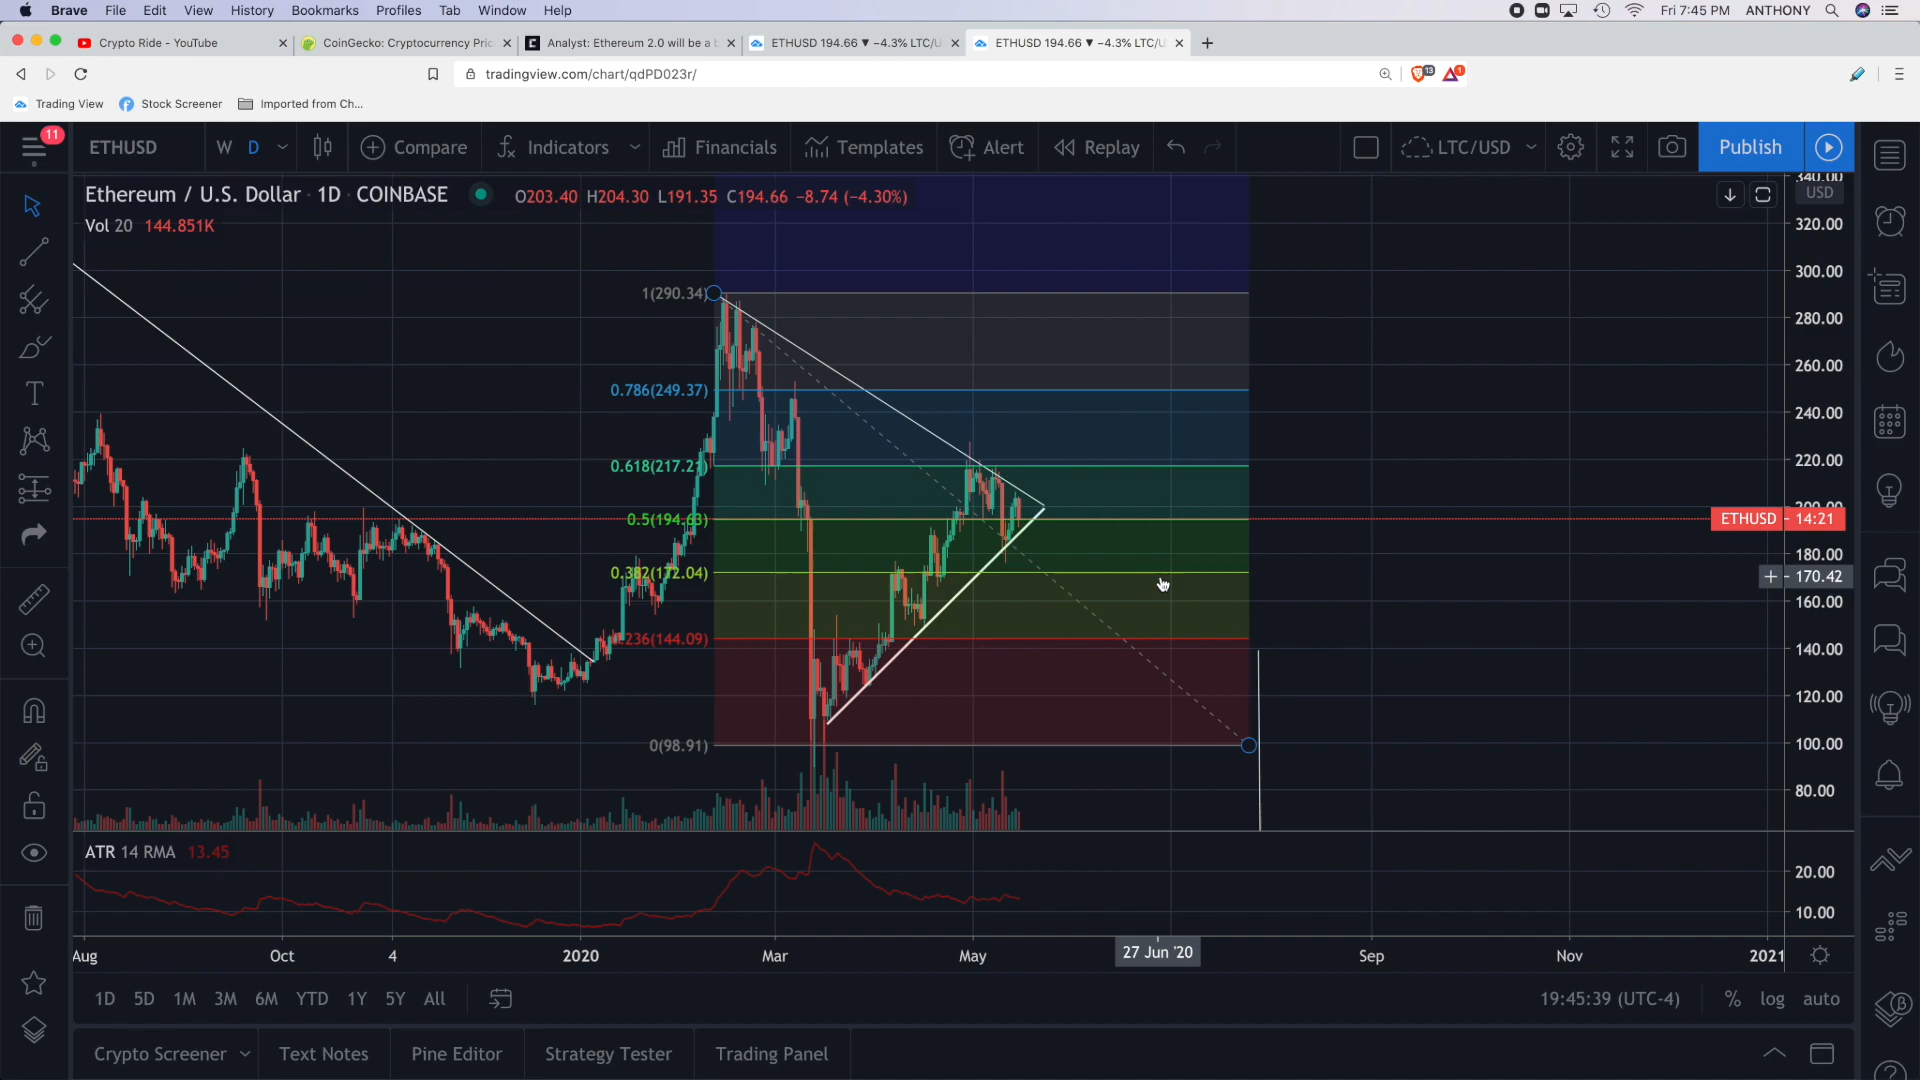 Brave File Edit View History Bookmarks Profiles Tab Window Help Fri 7:45 PM ANTHONY
Crypto Ride - YouTube CoinGecko: Cryptocurrency Pric Analyst: Ethereum 2.0 will be a b ETHUSD 194.66 ▼ −4.3% LTC/U ETHUSD 194.66 ▼ −4.3% LTC/U
tradingview.com/chart/qdPD023r/ 13 1
Trading View Stock Screener Imported from Ch...
11 ETHUSD W D Compare Indicators Financials Templates Alert Replay LTC/USD Publish
Ethereum / U.S. Dollar 1D COINBASE O203.40 H204.30 L191.35 C194.66 −8.74 (−4.30%)
Vol 20 144.851K
340.00
USD
320.00
300.00
1(290.34)
280.00
260.00
0.786(249.37)
240.00
220.00
0.618(217.21)
200.00
0.5(194.63)
ETHUSD 14:21
180.00
0.382(172.04)
170.42
160.00
.236(144.09)
140.00
120.00
0(98.91)
100.00
80.00
ATR 14 RMA 13.45
20.00
10.00
Aug Oct 4 2020 Mar May 27 Jun '20 Sep Nov 2021
1D 5D 1M 3M 6M YTD 1Y 5Y All 19:45:39 (UTC-4) % log auto
Crypto Screener Text Notes Pine Editor Strategy Tester Trading Panel